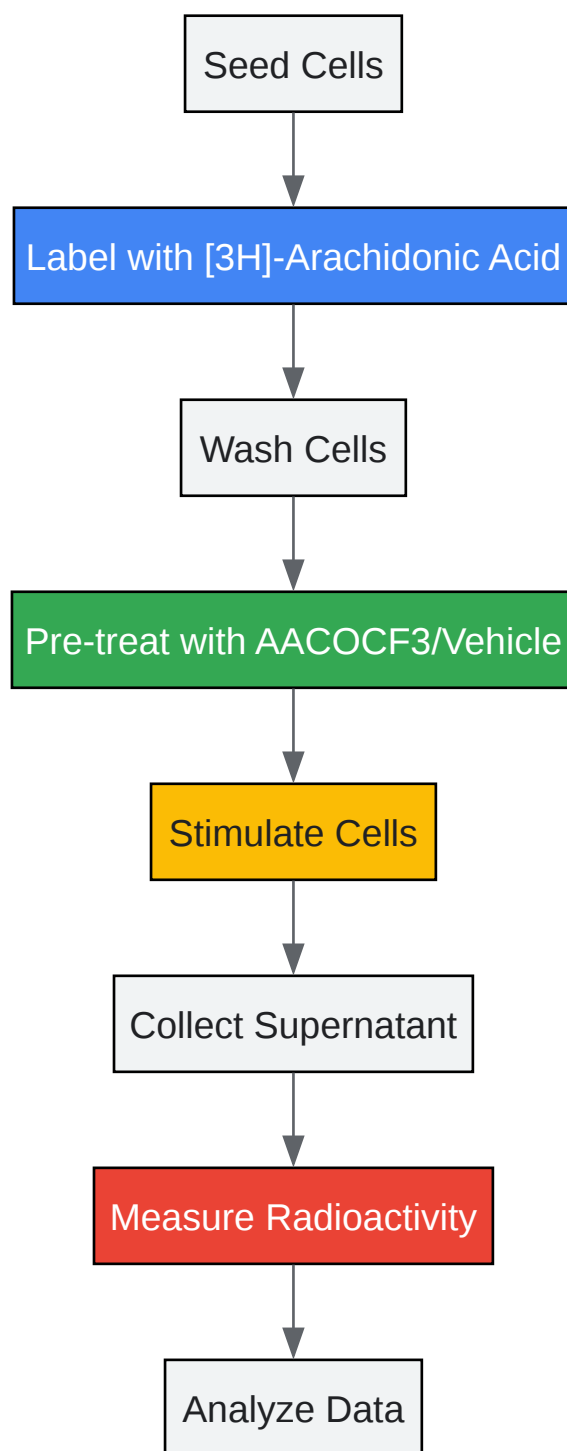 Seed Cells
Label with [3H]-Arachidonic Acid
Wash Cells
Pre-treat with AACOCF3/Vehicle
Stimulate Cells
Collect Supernatant
Measure Radioactivity
Analyze Data